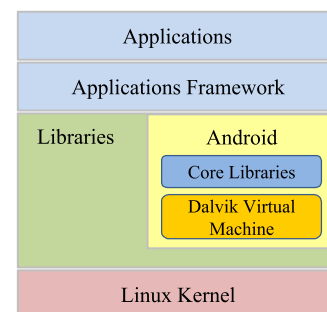 Applications
Applications Framework
Libraries
Android
Core Libraries
Dalvik Virtual
Machine
Linux Kernel